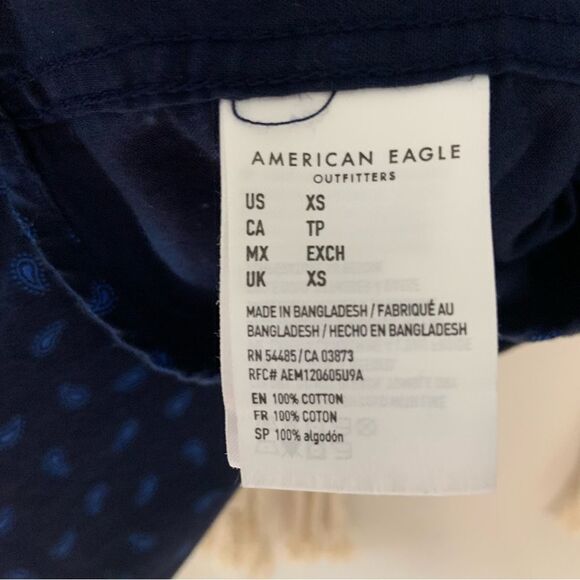 AMERICAN EAGLE
OUTFITTERS
US XS
CA TP
MX EXCH
UK XS
MADE IN BANGLADESH / FABRIQUÉ AU
BANGLADESH / HECHO EN BANGLADESH
RN 54485/CA 03873
RFC# AEM120605U9A
EN 100% COTTON
FR 100% COTON
SP 100% algodón